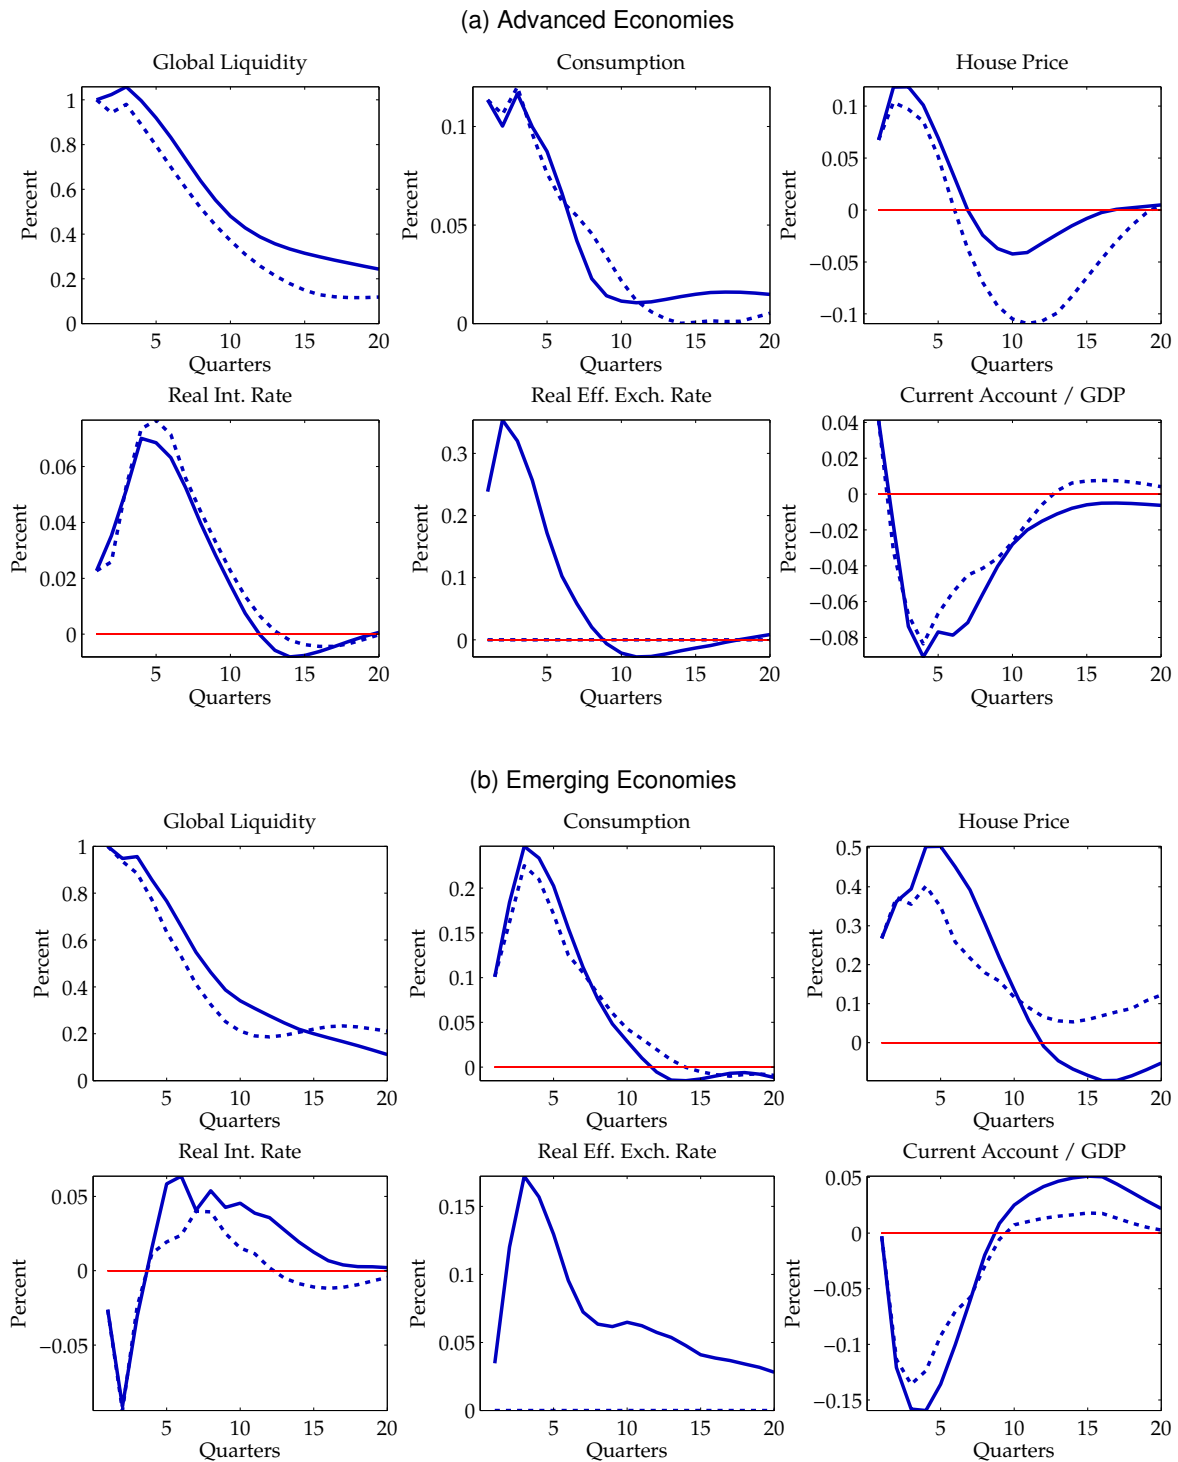 (a) Advanced Economies
Global Liquidity
Consumption
House Price
Percent
1
0.8
0.6
0.4
0.2
0
5
10
15
20
Quarters
Percent
0.1
0.05
0
5
10
15
20
Quarters
Percent
0.1
0.05
0
−0.05
−0.1
5
10
15
20
Quarters
Real Int. Rate
Real Eff. Exch. Rate
Current Account / GDP
Percent
0.06
0.04
0.02
0
5
10
15
20
Quarters
Percent
0.3
0.2
0.1
0
5
10
15
20
Quarters
Percent
0.04
0.02
0
−0.02
−0.04
−0.06
−0.08
5
10
15
20
Quarters
(b) Emerging Economies
Global Liquidity
Consumption
House Price
Percent
1
0.8
0.6
0.4
0.2
0
5
10
15
20
Quarters
Percent
0.2
0.15
0.1
0.05
0
5
10
15
20
Quarters
Percent
0.5
0.4
0.3
0.2
0.1
0
5
10
15
20
Quarters
Real Int. Rate
Real Eff. Exch. Rate
Current Account / GDP
Percent
0.05
0
−0.05
5
10
15
20
Quarters
Percent
0.15
0.1
0.05
0
5
10
15
20
Quarters
Percent
0.05
0
−0.05
−0.1
−0.15
5
10
15
20
Quarters